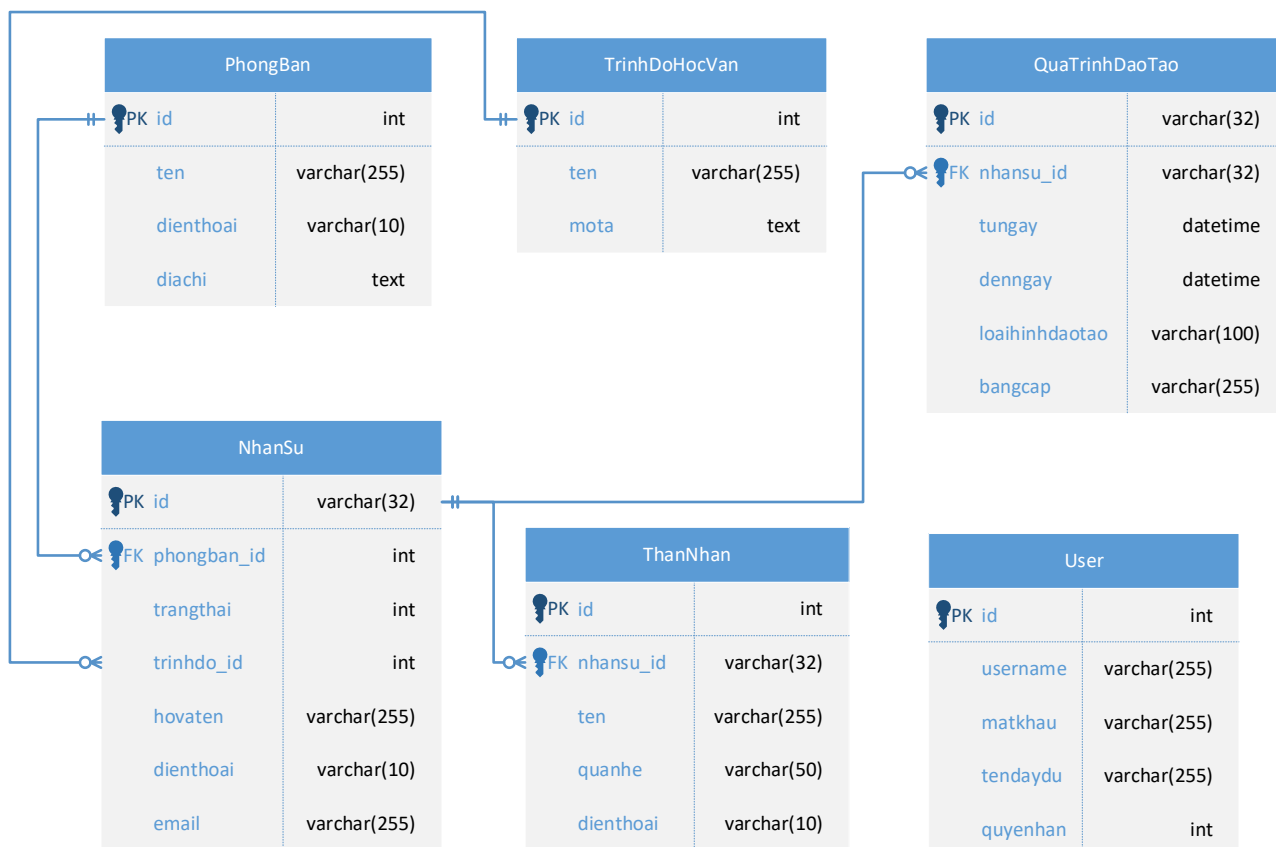 PhongBan
PK id int
ten varchar(255)
dienthoai varchar(10)
diachi text
TrinhDoHocVan
PK id int
ten varchar(255)
mota text
QuaTrinhDaoTao
PK id varchar(32)
FK nhansu_id varchar(32)
tungay datetime
denngay datetime
loaihinhdaotao varchar(100)
bangcap varchar(255)
NhanSu
PK id varchar(32)
FK phongban_id int
trangthai int
trinhdo_id int
hovaten varchar(255)
dienthoai varchar(10)
email varchar(255)
ThanNhan
PK id int
FK nhansu_id varchar(32)
ten varchar(255)
quanhe varchar(50)
dienthoai varchar(10)
User
PK id int
username varchar(255)
matkhau varchar(255)
tendaydu varchar(255)
quyenhan int